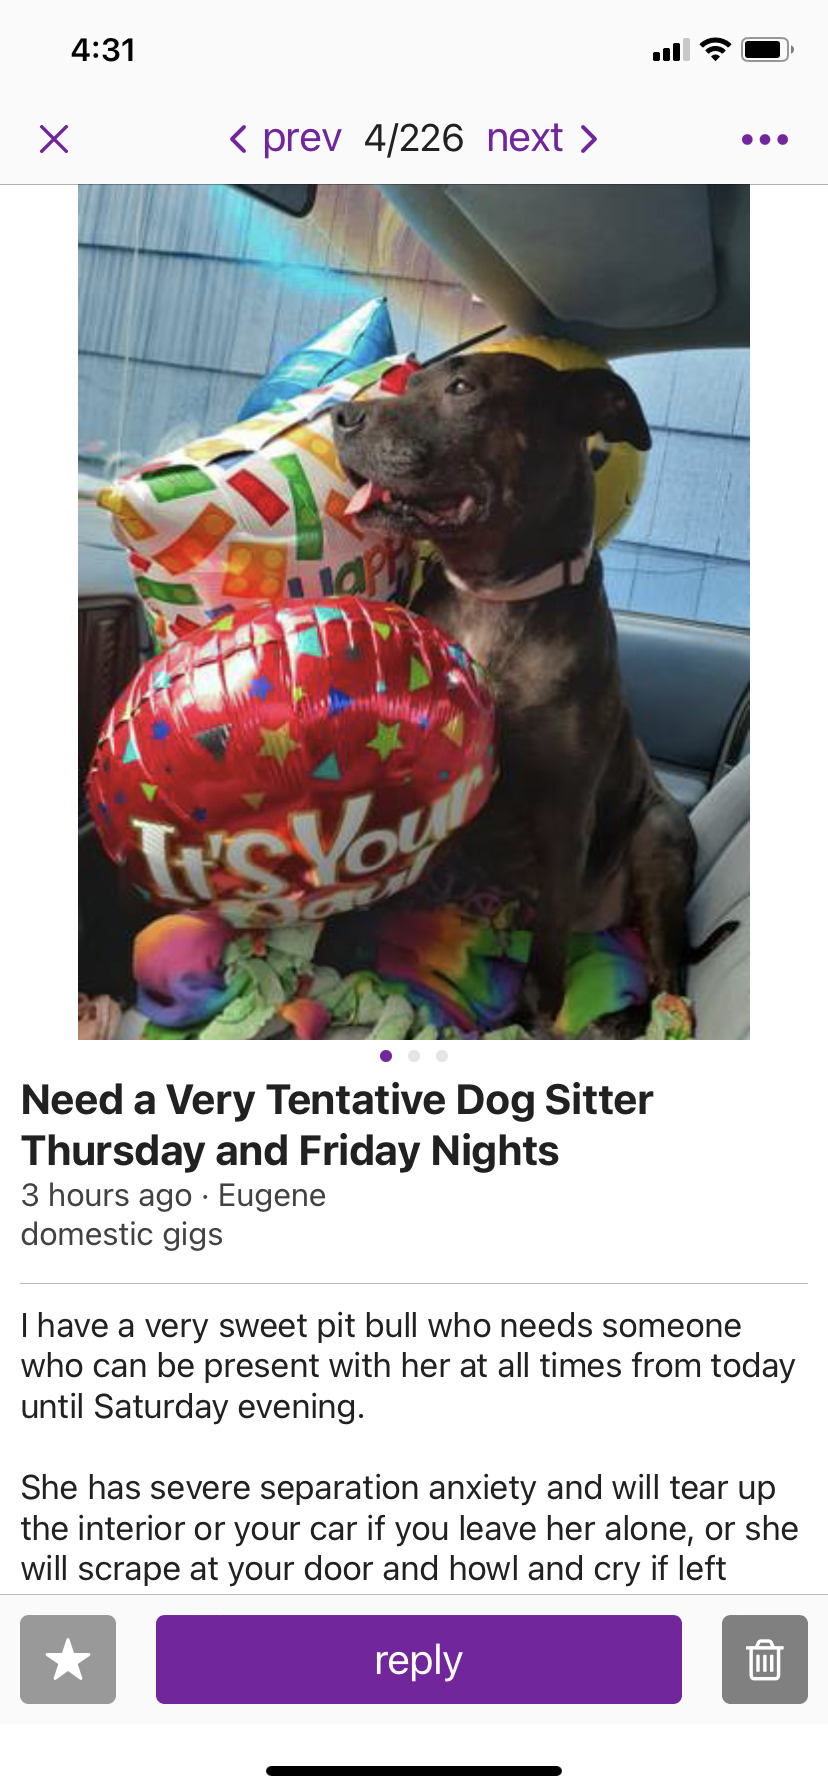 4:31
prev 4/226 next
Happy
It's Your
Day!
Need a Very Tentative Dog Sitter
Thursday and Friday Nights
3 hours ago · Eugene
domestic gigs
I have a very sweet pit bull who needs someone
who can be present with her at all times from today
until Saturday evening.
She has severe separation anxiety and will tear up
the interior or your car if you leave her alone, or she
will scrape at your door and howl and cry if left
reply